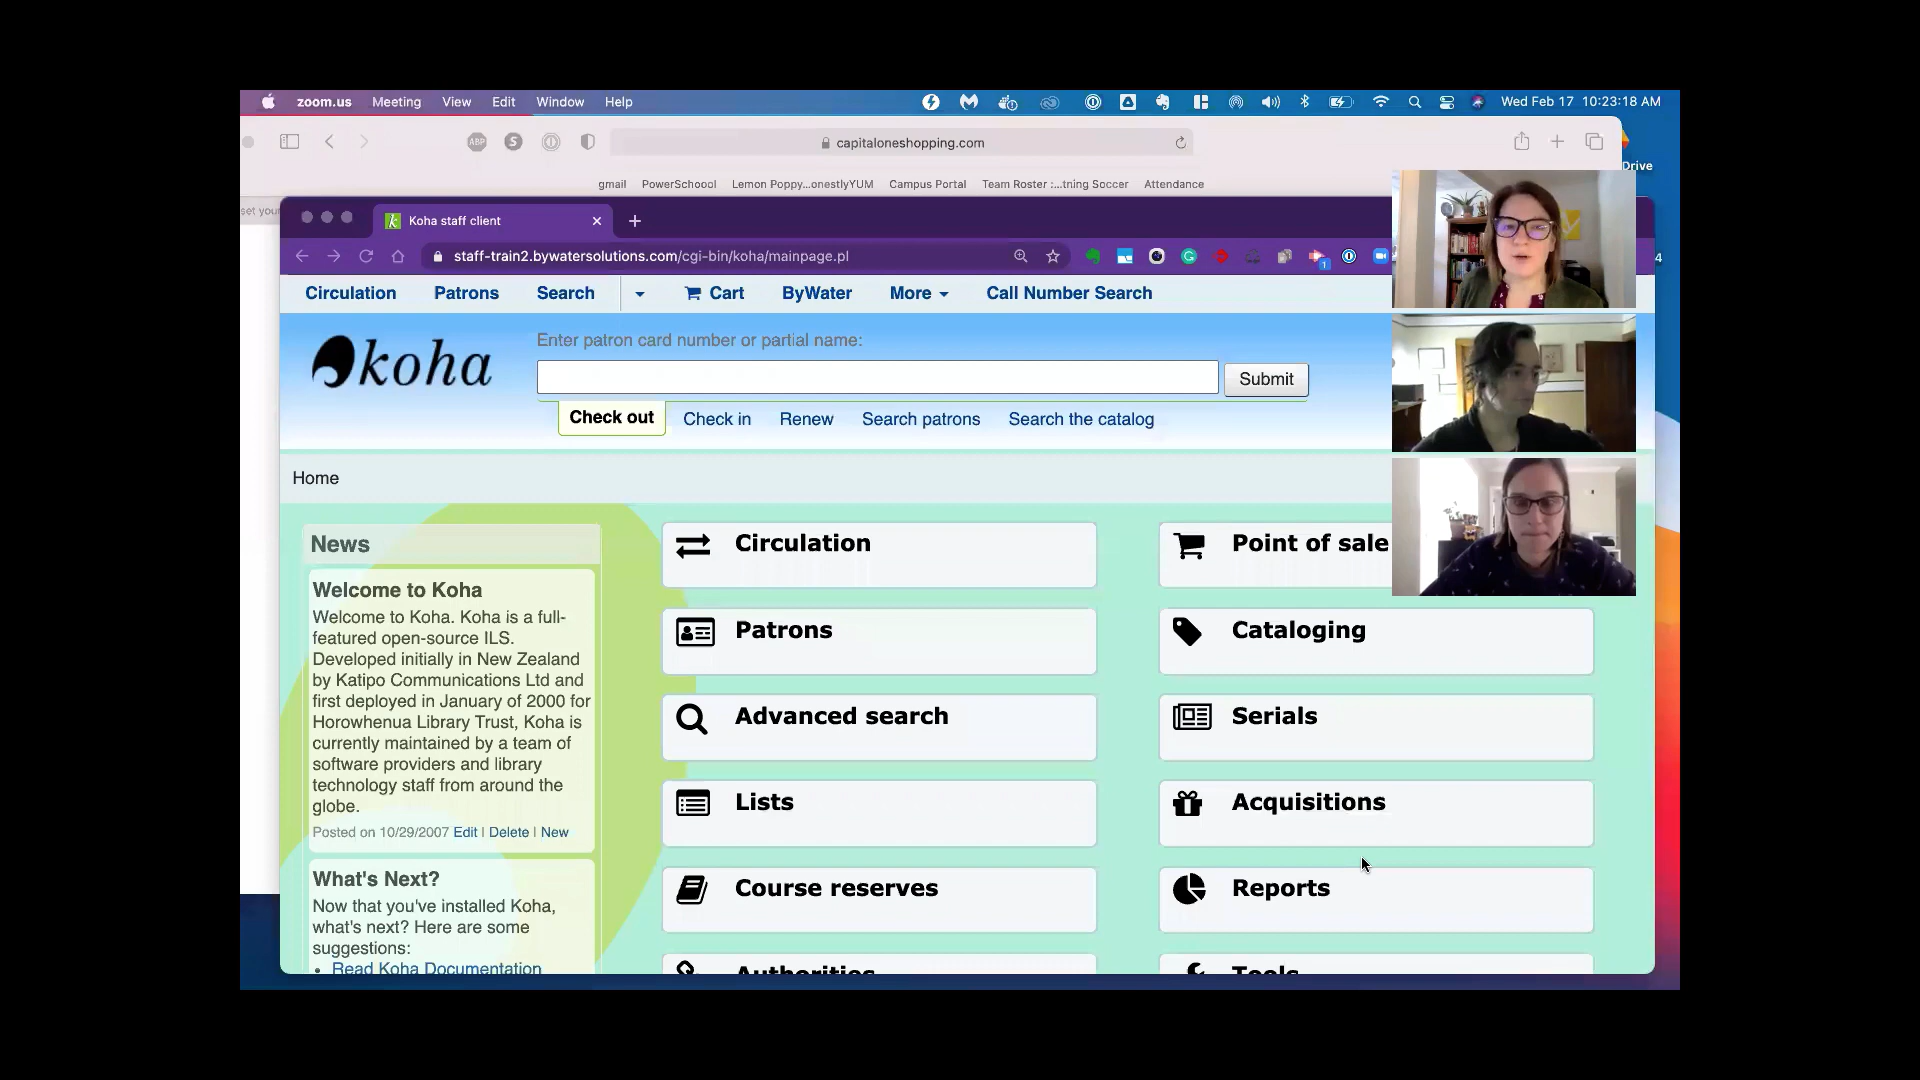 zoom.us Meeting View Edit Window Help Wed Feb 17 10:23:18 AM
capitaloneshopping.com
Drive
gmail PowerSchoool Lemon Poppy...onestlyYUM Campus Portal Team Roster :...tning Soccer Attendance
set your
Koha staff client
staff-train2.bywatersolutions.com/cgi-bin/koha/mainpage.pl
1
4
Circulation Patrons Search Cart ByWater More Call Number Search
koha
Enter patron card number or partial name:
Submit
Check out Check in Renew Search patrons Search the catalog
Home
News
Welcome to Koha
Welcome to Koha. Koha is a full-
featured open-source ILS.
Developed initially in New Zealand
by Katipo Communications Ltd and
first deployed in January of 2000 for
Horowhenua Library Trust, Koha is
currently maintained by a team of
software providers and library
technology staff from around the
globe.
Posted on 10/29/2007 Edit | Delete | New
What's Next?
Now that you've installed Koha,
what's next? Here are some
suggestions:
• Read Koha Documentation
Circulation
Patrons
Advanced search
Lists
Course reserves
Authorities
Point of sale
Cataloging
Serials
Acquisitions
Reports
Tools